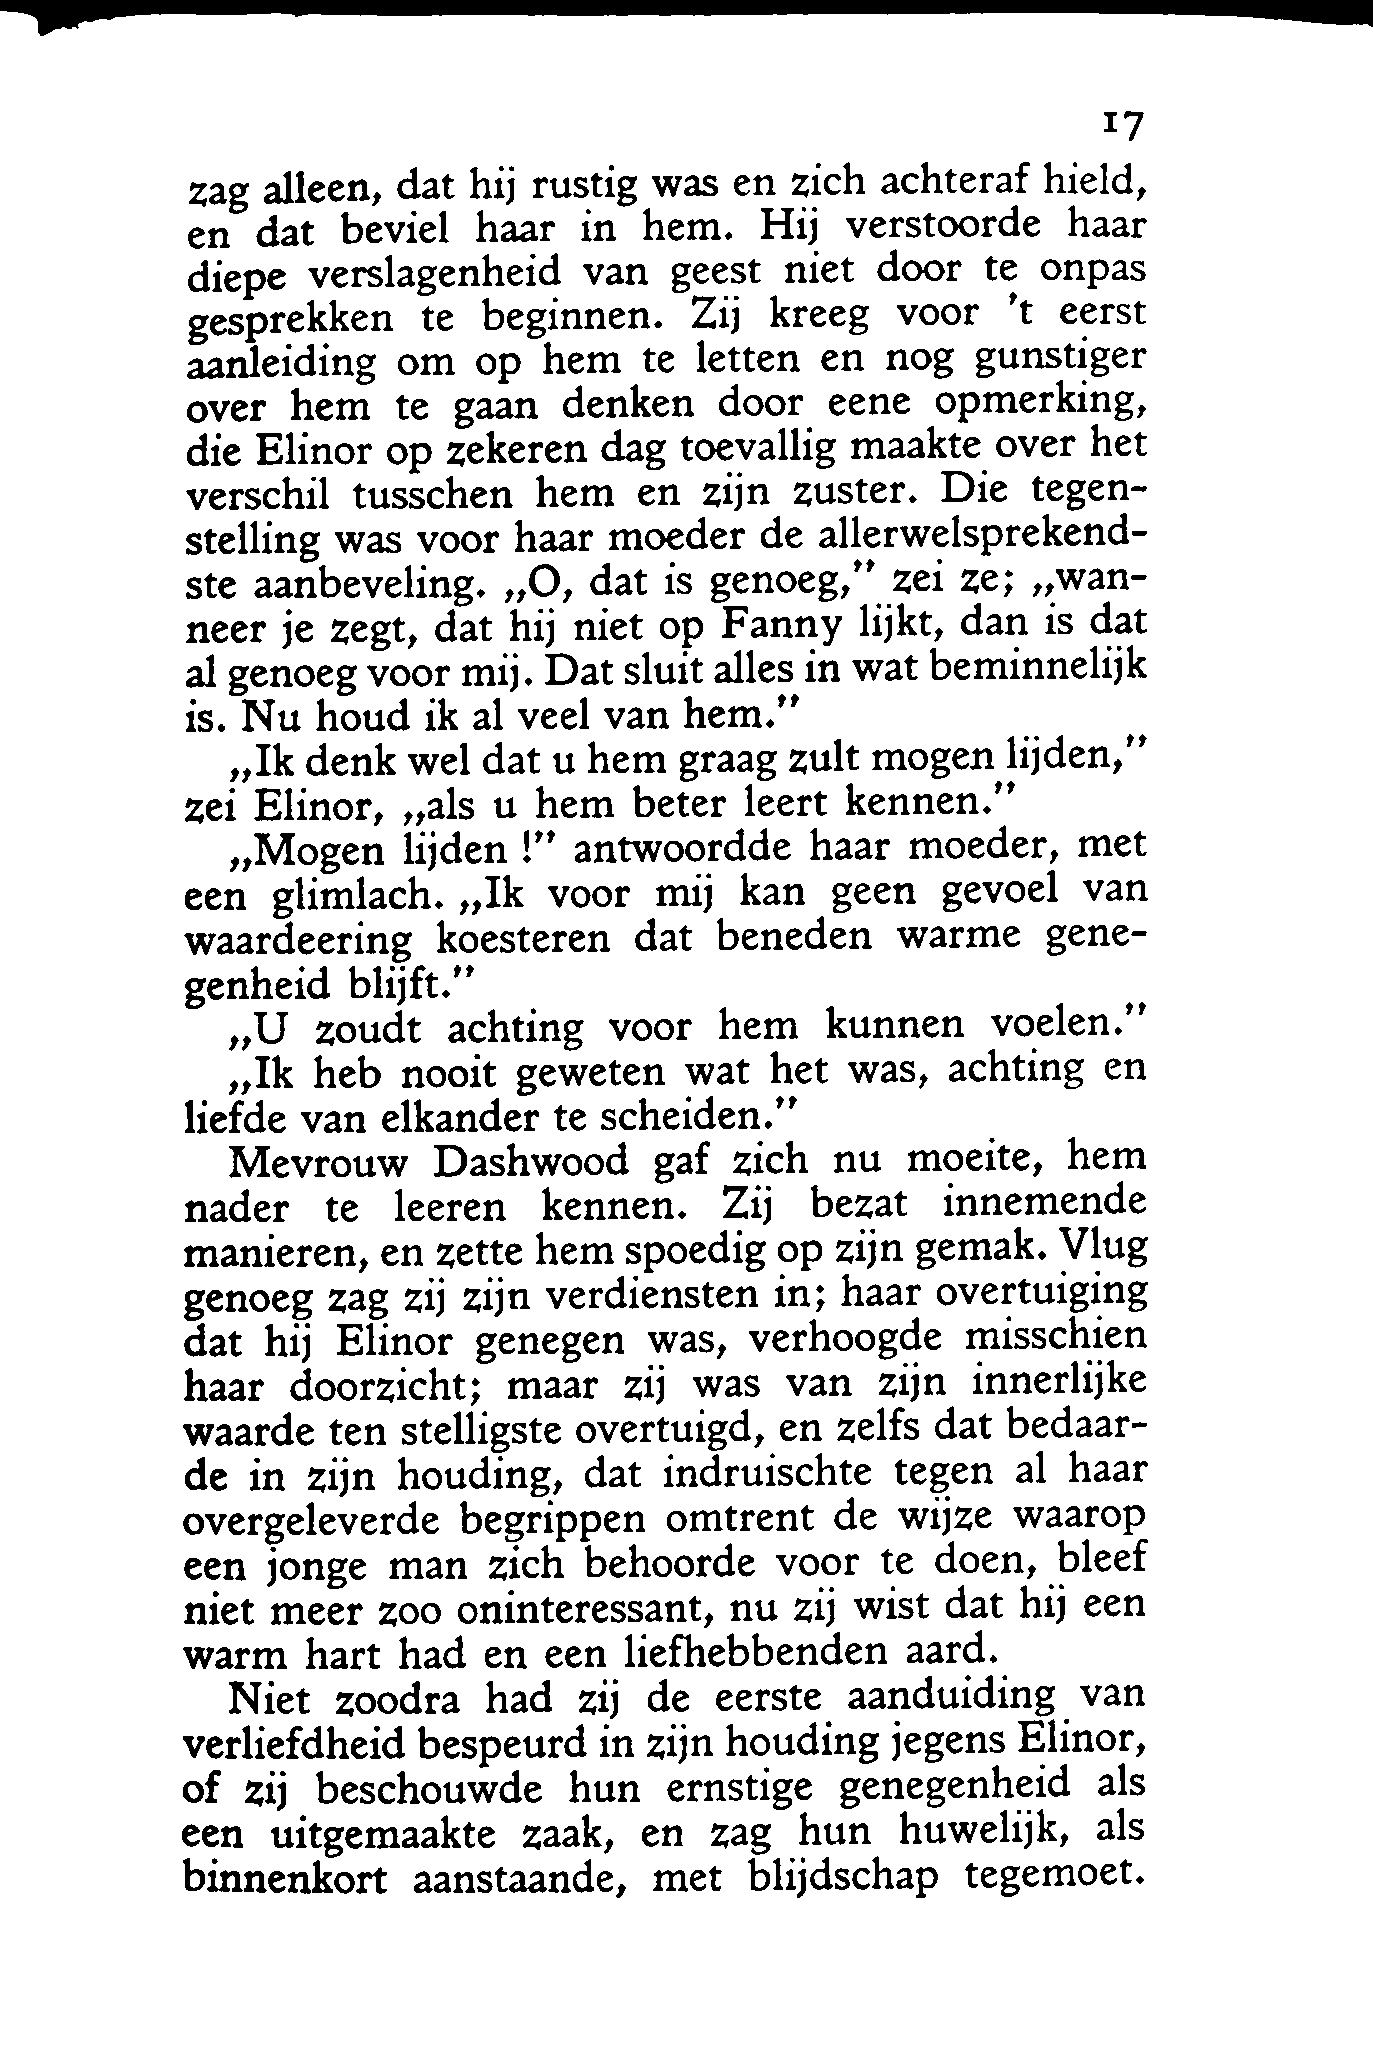 17
zag alleen, dat hij rustig was en zich achteraf hield,
en dat beviel haar in hem. Hij verstoorde haar
diepe verslagenheid van geest niet door te onpas
gesprekken te beginnen. Zij kreeg voor 't eerst
aanleiding om op hem te letten en nog gunstiger
over hem te gaan denken door eene opmerking,
die Elinor op zekeren dag toevallig maakte over het
verschil tusschen hem en zijn zuster. Die tegen-
stelling was voor haar moeder de allerwelsprekend-
ste aanbeveling. „O, dat is genoeg,” zei ze; „wan-
neer je zegt, dat hij niet op Fanny lijkt, dan is dat
al genoeg voor mij. Dat sluit alles in wat beminnelijk
is. Nu houd ik al veel van hem.”
„Ik denk wel dat u hem graag zult mogen lijden,”
zei Elinor, „als u hem beter leert kennen.”
„Mogen lijden !” antwoordde haar moeder, met
een glimlach. „Ik voor mij kan geen gevoel van
waardeering koesteren dat beneden warme gene-
genheid blijft.”
„U zoudt achting voor hem kunnen voelen.”
„Ik heb nooit geweten wat het was, achting en
liefde van elkander te scheiden.”
Mevrouw Dashwood gaf zich nu moeite, hem
nader te leeren kennen. Zij bezat innemende
manieren, en zette hem spoedig op zijn gemak. Vlug
genoeg zag zij zijn verdiensten in; haar overtuiging
dat hij Elinor genegen was, verhoogde misschien
haar doorzicht; maar zij was van zijn innerlijke
waarde ten stelligste overtuigd, en zelfs dat bedaar-
de in zijn houding, dat indruischte tegen al haar
overgeleverde begrippen omtrent de wijze waarop
een jonge man zich behoorde voor te doen, bleef
niet meer zoo oninteressant, nu zij wist dat hij een
warm hart had en een liefhebbenden aard.
Niet zoodra had zij de eerste aanduiding van
verliefdheid bespeurd in zijn houding jegens Elinor,
of zij beschouwde hun ernstige genegenheid als
een uitgemaakte zaak, en zag hun huwelijk, als
binnenkort aanstaande, met blijdschap tegemoet.